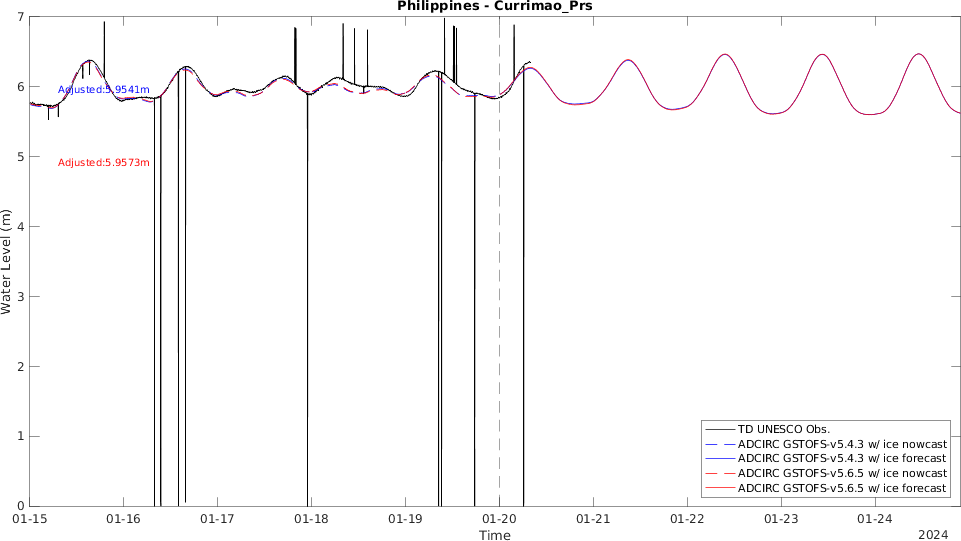 Philippines - Currimao_Prs
7
6
5
4
3
2
1
0
Water Level (m)
Adjusted:5.9541m
Adjusted:5.9573m
TD UNESCO Obs.
ADCIRC GSTOFS-v5.4.3 w/ ice nowcast
ADCIRC GSTOFS-v5.4.3 w/ ice forecast
ADCIRC GSTOFS-v5.6.5 w/ ice nowcast
ADCIRC GSTOFS-v5.6.5 w/ ice forecast
01-15 01-16 01-17 01-18 01-19 01-20 01-21 01-22 01-23 01-24
Time
2024